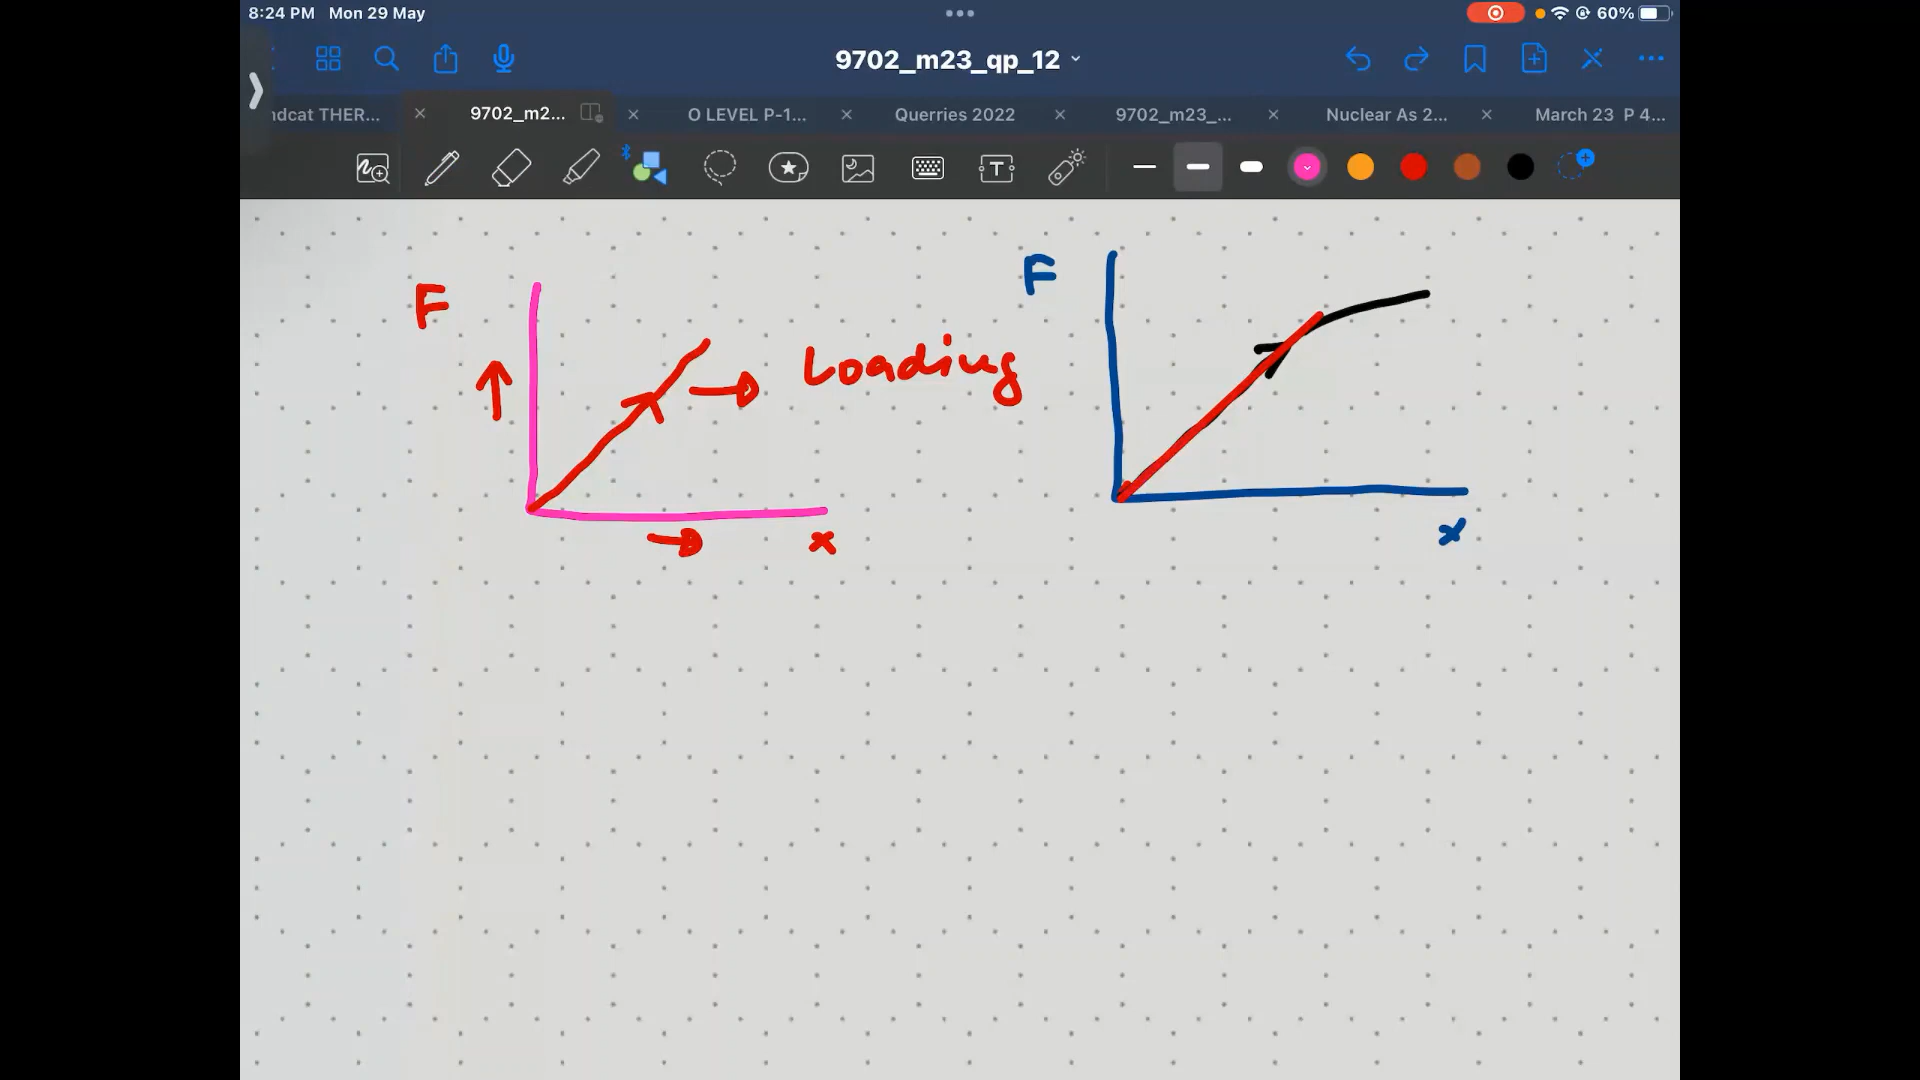 8:24 PM Mon 29 May
60%
9702_m23_qp_12
ndcat THER...
9702_m2...
O LEVEL P-1...
Querries 2022
9702_m23_...
Nuclear As 2...
March 23 P 4...
T
F
Loading
x
F
x